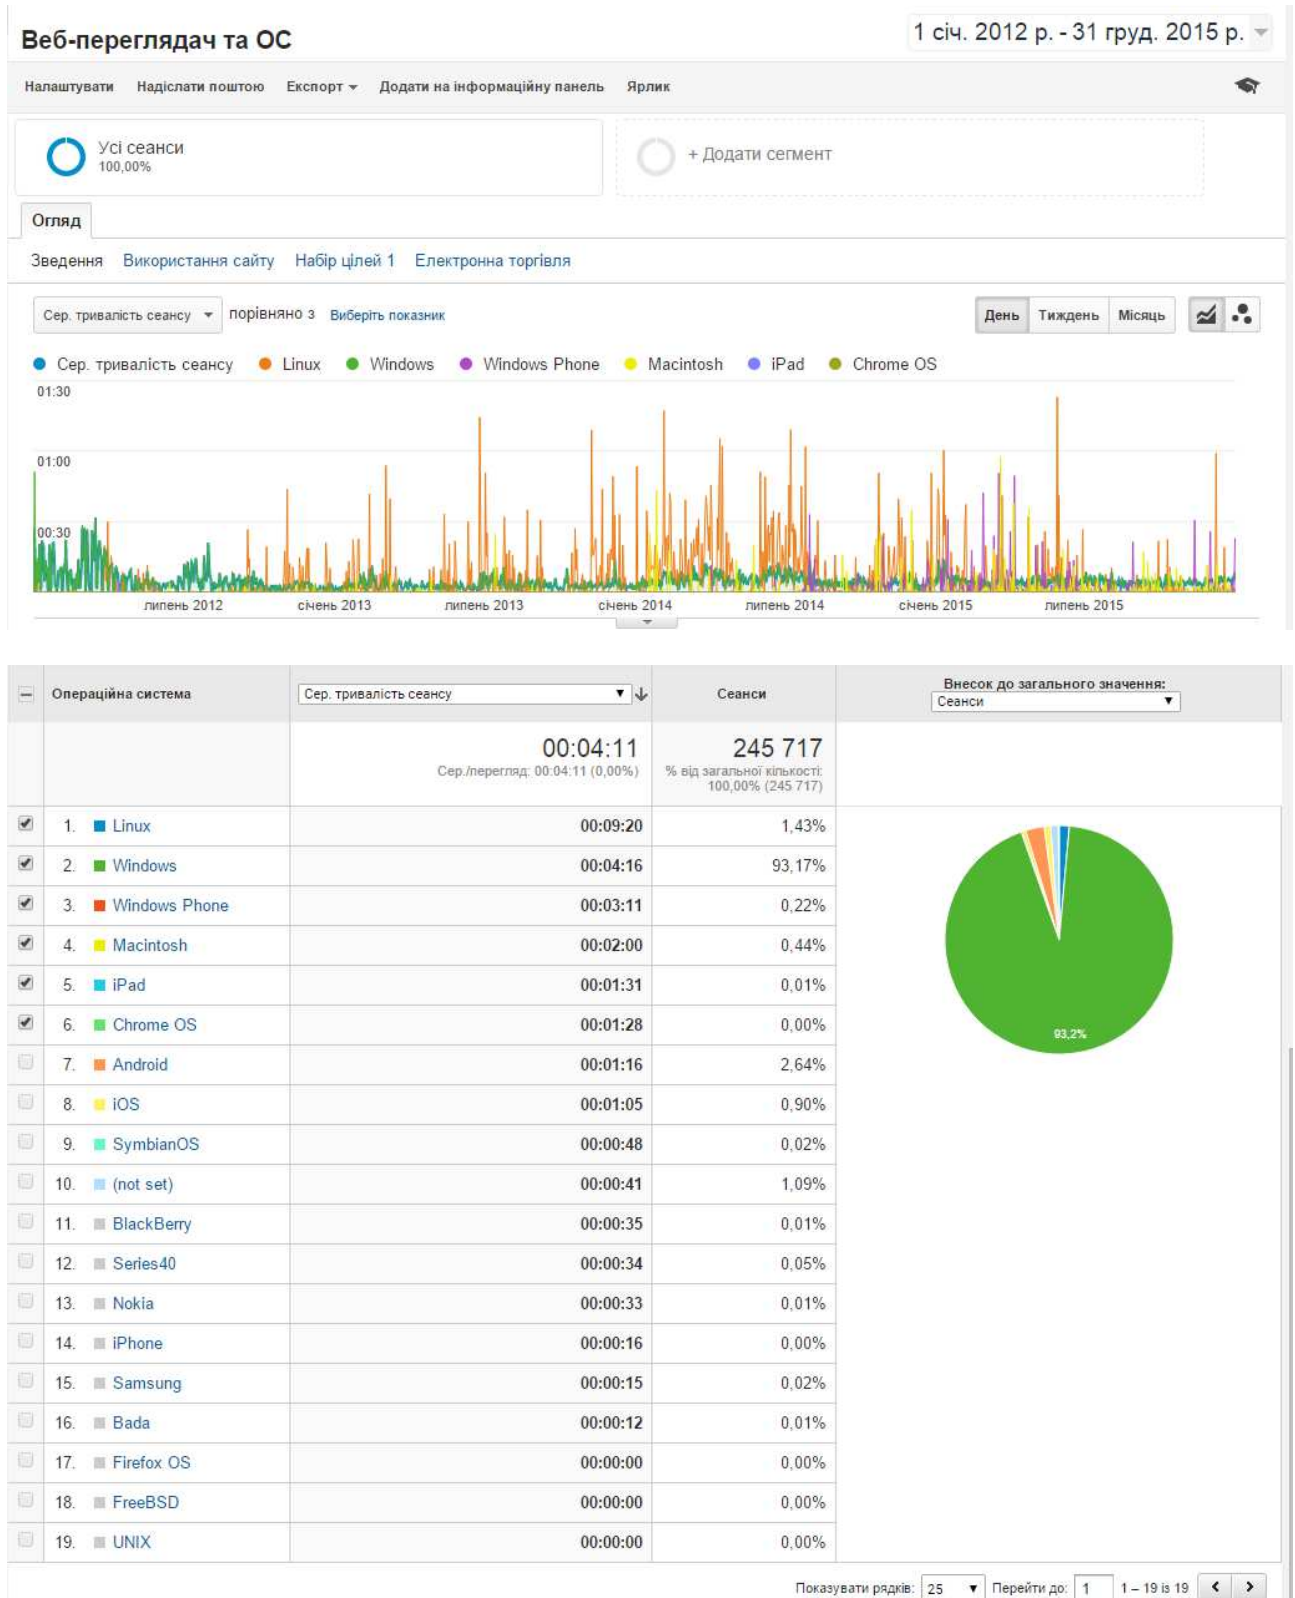 Веб-переглядач та ОС
1 січ. 2012 р. - 31 груд. 2015 р.
Налаштувати Надіслати поштою Експорт Додати на інформаційну панель Ярлик
Усі сеанси
100,00%
+ Додати сегмент
Огляд
Зведення Використання сайту Набір цілей 1 Електронна торгівля
Сер. тривалість сеансу порівняно з Виберіть показник
День Тиждень Місяць
Сер. тривалість сеансу Linux Windows Windows Phone Macintosh iPad Chrome OS
01:30
01:00
00:30
липень 2012 січень 2013 липень 2013 січень 2014 липень 2014 січень 2015 липень 2015
Операційна система Сер. тривалість сеансу Сеанси
Внесок до загального значення:
Сеанси
00:04:11 245 717
Сер./перегляд: 00:04:11 (0,00%) % від загальної кількості:
100,00% (245 717)
1. Linux 00:09:20 1,43%
2. Windows 00:04:16 93,17%
3. Windows Phone 00:03:11 0,22%
4. Macintosh 00:02:00 0,44%
5. iPad 00:01:31 0,01%
6. Chrome OS 00:01:28 0,00%
93,2%
7. Android 00:01:16 2,64%
8. iOS 00:01:05 0,90%
9. SymbianOS 00:00:48 0,02%
10. (not set) 00:00:41 1,09%
11. BlackBerry 00:00:35 0,01%
12. Series40 00:00:34 0,05%
13. Nokia 00:00:33 0,01%
14. iPhone 00:00:16 0,00%
15. Samsung 00:00:15 0,02%
16. Bada 00:00:12 0,01%
17. Firefox OS 00:00:00 0,00%
18. FreeBSD 00:00:00 0,00%
19. UNIX 00:00:00 0,00%
Показувати рядків: 25 Перейти до: 1 1 – 19 із 19